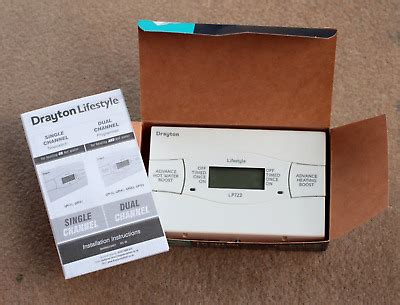 Drayton Lifestyle
SINGLE
CHANNEL
DUAL
CHANNEL
SINGLE
CHANNEL
DUAL
CHANNEL
Installation Instructions
Drayton
Lifestyle
ADVANCE
HOT WATER
BOOST
OFF
TIMED
ONCE
ON
LP722
OFF
TIMED
ONCE
ON
ADVANCE
HEATING
BOOST